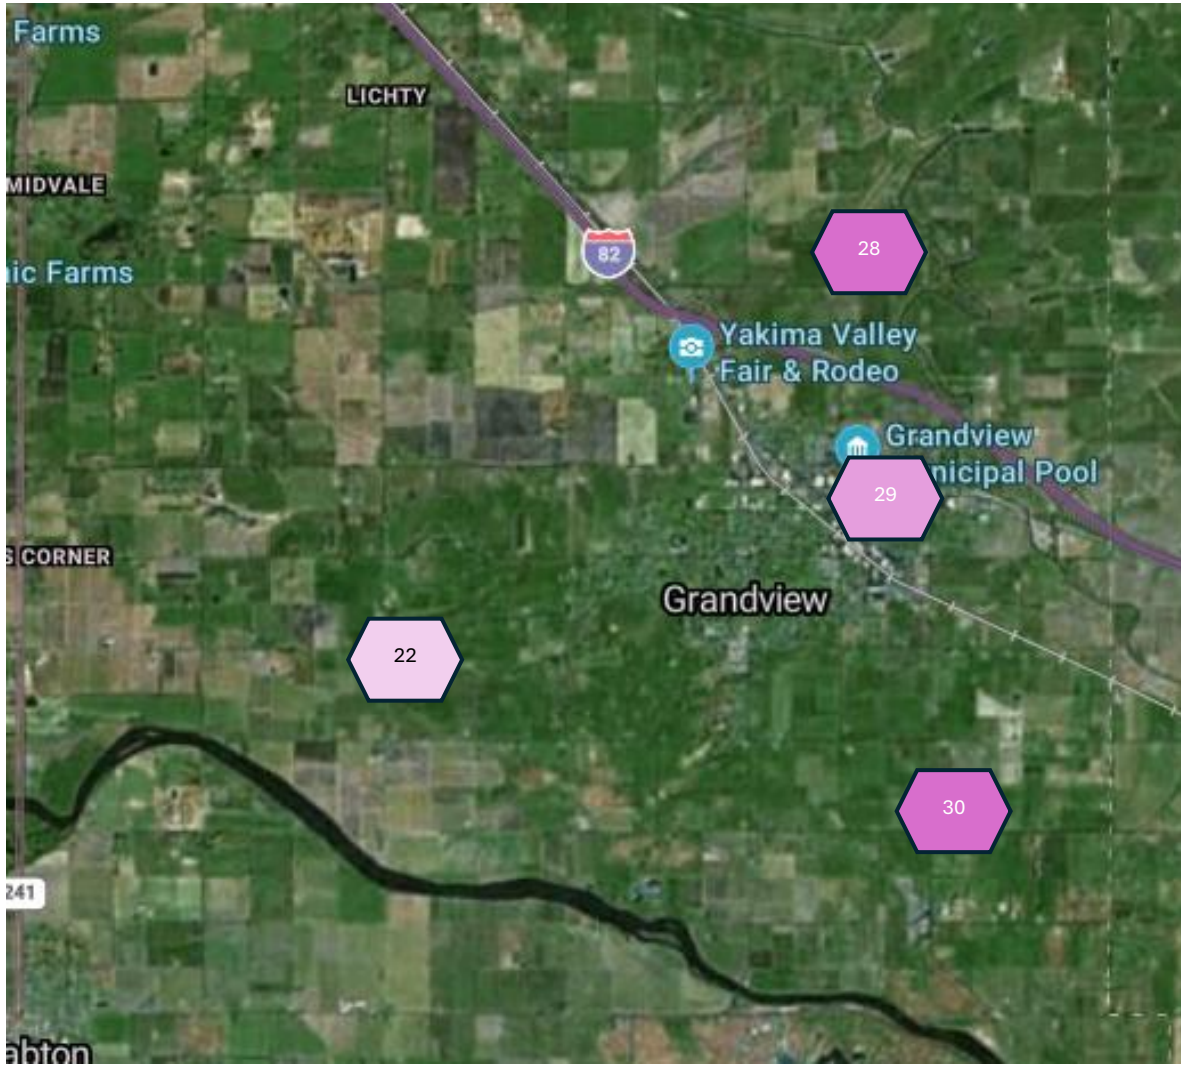 Farms
LICHTY
MIDVALE
nic Farms
82
28
Yakima Valley
Fair & Rodeo
Grandview
nicipal Pool
29
S CORNER
Grandview
22
30
241
abton